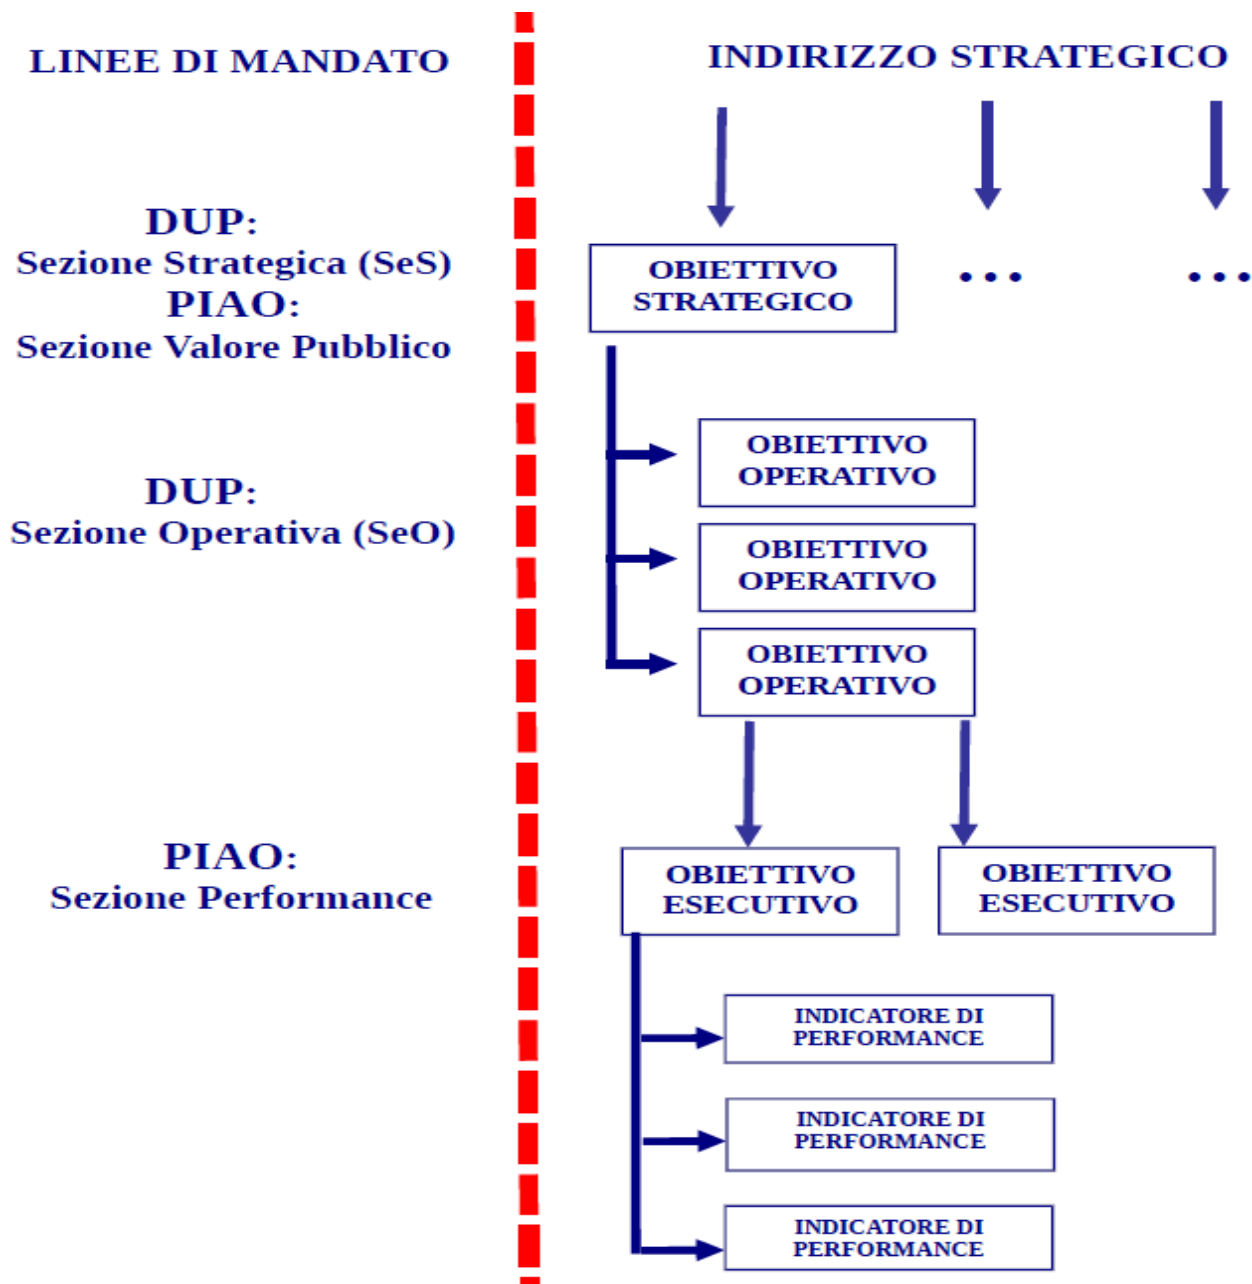 LINEE DI MANDATO
INDIRIZZO STRATEGICO
DUP:
Sezione Strategica (SeS)
PIAO:
Sezione Valore Pubblico
OBIETTIVO
STRATEGICO
...
...
DUP:
Sezione Operativa (SeO)
OBIETTIVO
OPERATIVO
OBIETTIVO
OPERATIVO
OBIETTIVO
OPERATIVO
PIAO:
Sezione Performance
OBIETTIVO
ESECUTIVO
OBIETTIVO
ESECUTIVO
INDICATORE DI
PERFORMANCE
INDICATORE DI
PERFORMANCE
INDICATORE DI
PERFORMANCE